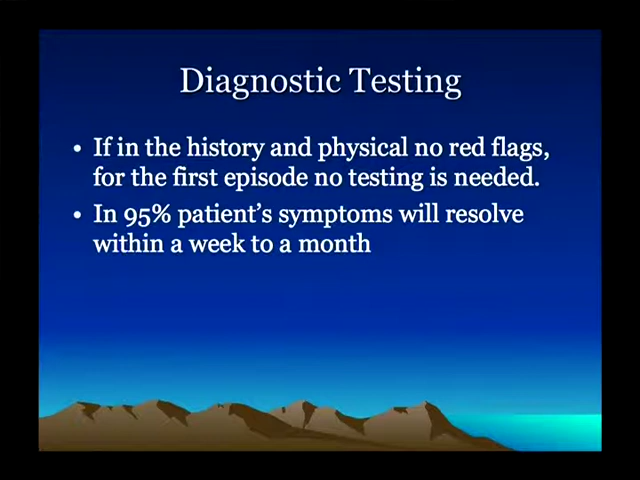 Diagnostic Testing
• If in the history and physical no red flags,
for the first episode no testing is needed.
• In 95% patient's symptoms will resolve
within a week to a month